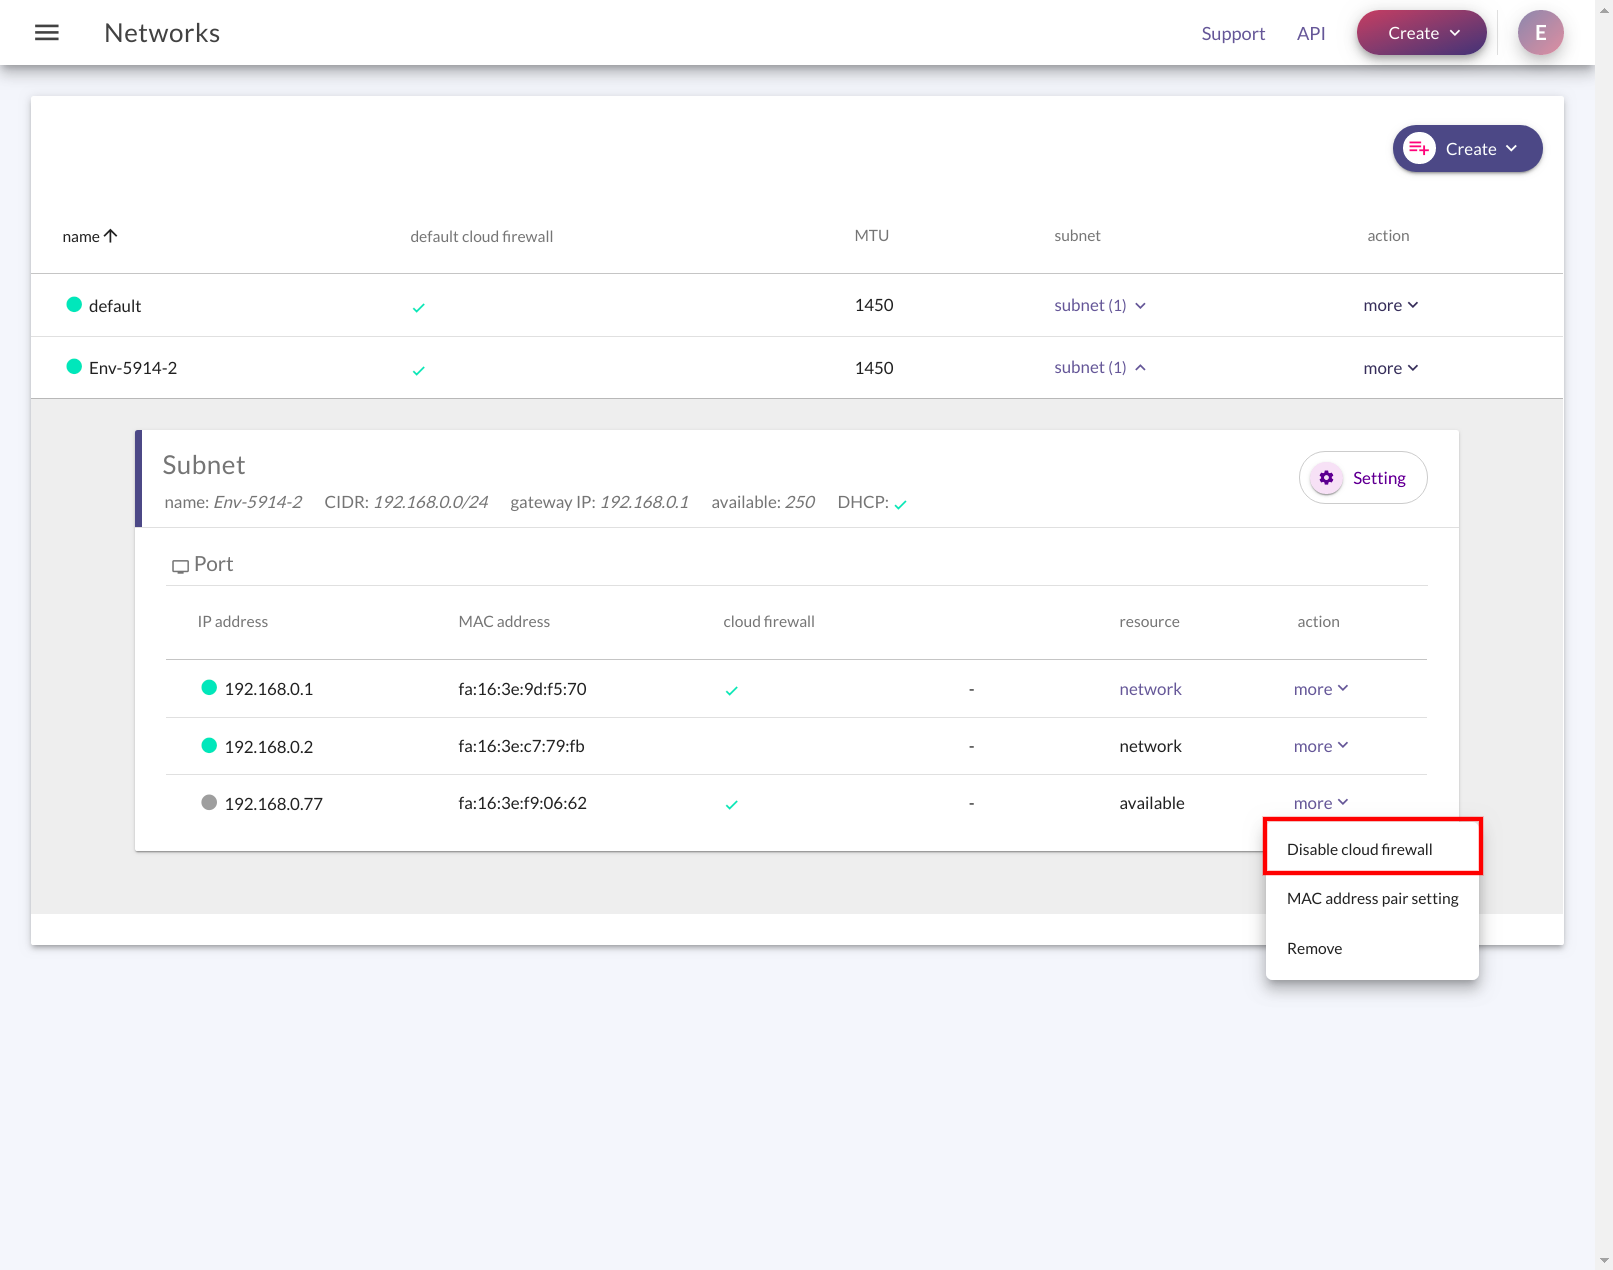 Networks
Support API Create E
Create
name default cloud firewall MTU subnet action
default 1450 subnet (1) more
Env-5914-2 1450 subnet (1) more
Subnet
Setting
name: Env-5914-2 CIDR: 192.168.0.0/24 gateway IP: 192.168.0.1 available: 250 DHCP:
Port
IP address MAC address cloud firewall resource action
192.168.0.1 fa:16:3e:9d:f5:70 - network more
192.168.0.2 fa:16:3e:c7:79:fb - network more
192.168.0.77 fa:16:3e:f9:06:62 - available more
Disable cloud firewall
MAC address pair setting
Remove